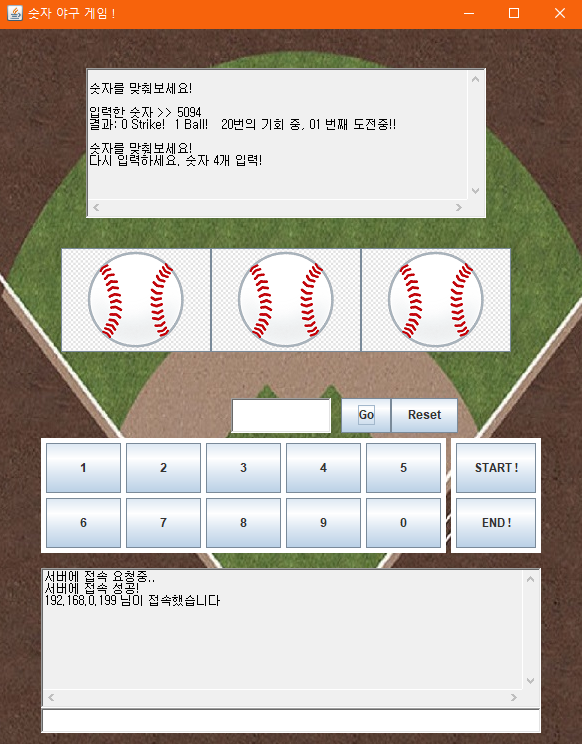 숫자 야구 게임 !
숫자를 맞춰보세요!
입력한 숫자 >> 5094
결과: 0 Strike! 1 Ball! 20번의 기회 중, 01 번째 도전중!!
숫자를 맞춰보세요!
다시 입력하세요, 숫자 4개 입력!
Go Reset
1 2 3 4 5 START !
6 7 8 9 0 END !
서버에 접속 요청중..
서버에 접속 성공!
192.168.0.199 님이 접속했습니다